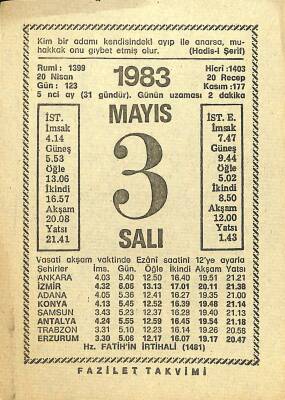 Kim bir adamı kendisindeki ayıp ile anarsa, mu-
hakkak onu gıybet etmiş olur. (Hadis-i Şerif)
Rumi : 1399
20 Nisan
Gün : 123
1983
Hicri :1403
20 Recep
Kasım :177
5 nci ay (31 gündür). Günün uzaması 2 dakika
MAYIS
3
SALI
İST.
İmsak
4.14
Güneş
5.53
Öğle
13.06
İkindi
16.57
Akşam
20.08
Yatsı
21.41
İST. E.
İmsak
7.47
Güneş
9.44
Öğle
5.02
İkindi
8.50
Akşam
12.00
Yatsı
1.43
Vasati akşam vaktinde Ezâni saatini 12'ye ayarla
Şehirler İms. Gün. Öğle İkindi Akşam Yatsı
ANKARA 4.03 5.40 12.50 16.40 19.51 21.21
İZMİR 4.32 6.06 13.13 17.01 20.11 21.38
ADANA 4.05 5.36 12.41 16.27 19.35 21.00
KONYA 4.13 5.45 12.52 16.39 19.48 21.14
SAMSUN 3.43 5.23 12.37 16.28 19.40 21.13
ANTALYA 4.24 5.55 12.59 16.45 19.54 21.18
TRABZON 3.31 5.10 12.23 16.14 19.26 20.58
ERZURUM 3.30 5.06 12.17 16.07 19.17 20.47
Hz. FATİH'İN İRTİHALİ (1481)
FAZİLET TAKVİMİ